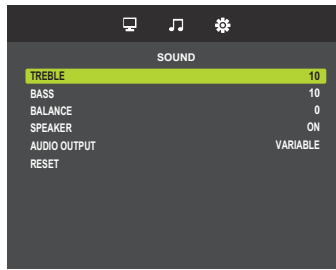 SOUND
TREBLE 10
BASS 10
BALANCE 0
SPEAKER ON
AUDIO OUTPUT VARIABLE
RESET